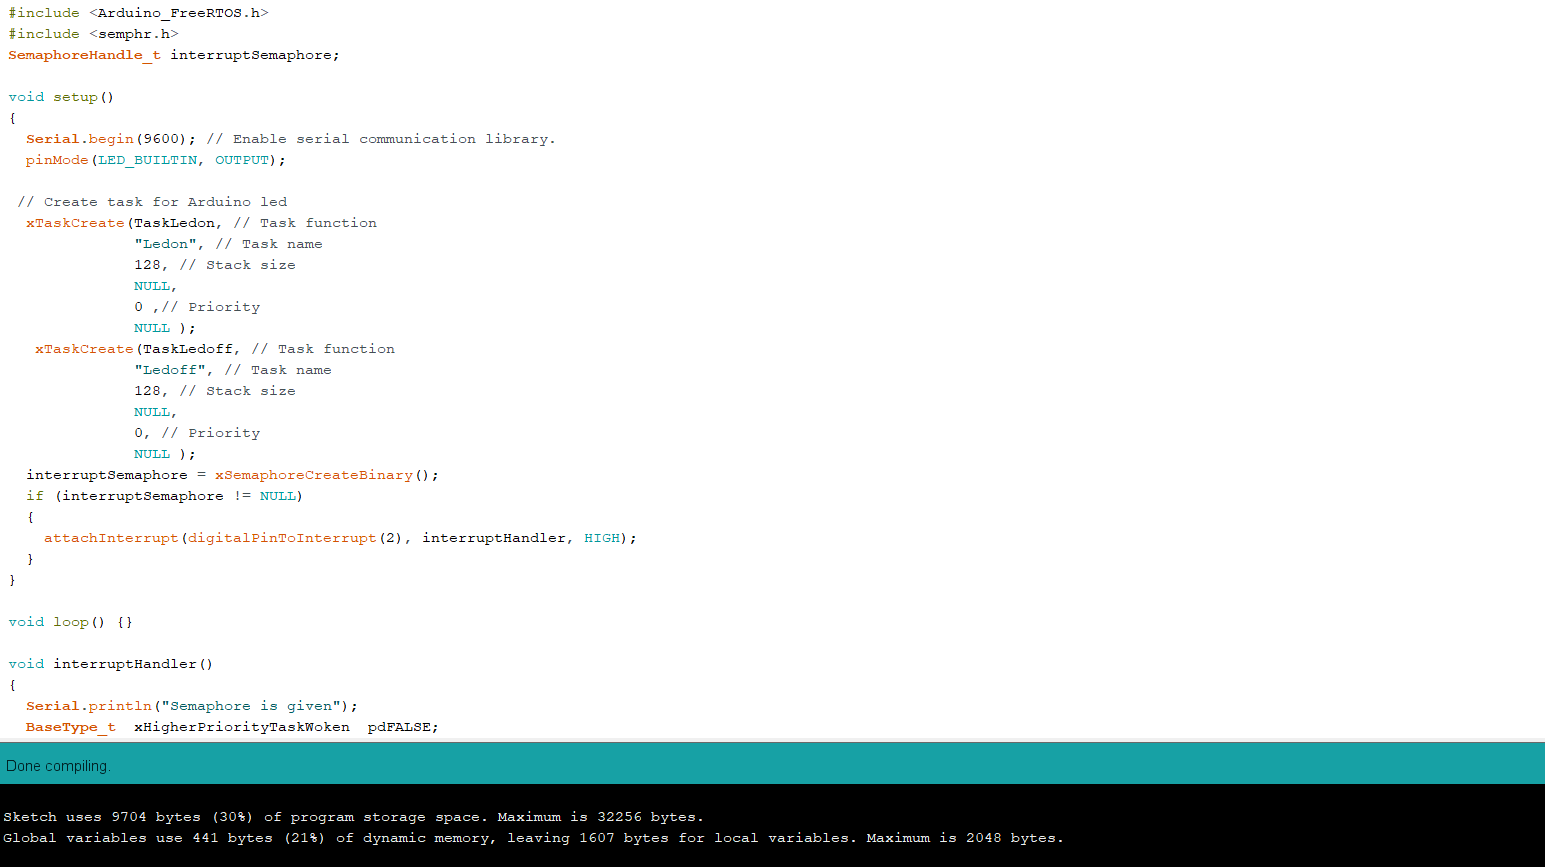 #include <Arduino_FreeRTOS.h>
#include <semphr.h>
SemaphoreHandle_t interruptSemaphore;
void setup()
{
Serial.begin(9600); // Enable serial communication library.
pinMode(LED_BUILTIN, OUTPUT);
// Create task for Arduino led
xTaskCreate(TaskLedon, // Task function
"Ledon", // Task name
128, // Stack size
NULL,
0 ,// Priority
NULL );
xTaskCreate(TaskLedoff, // Task function
"Ledoff", // Task name
128, // Stack size
NULL,
0, // Priority
NULL );
interruptSemaphore = xSemaphoreCreateBinary();
if (interruptSemaphore != NULL)
{
attachInterrupt(digitalPinToInterrupt(2), interruptHandler, HIGH);
}
}
void loop() {}
void interruptHandler()
{
Serial.println("Semaphore is given");
BaseType_t  xHigherPriorityTaskWoken  pdFALSE;
Done compiling.
Sketch uses 9704 bytes (30%) of program storage space. Maximum is 32256 bytes.
Global variables use 441 bytes (21%) of dynamic memory, leaving 1607 bytes for local variables. Maximum is 2048 bytes.